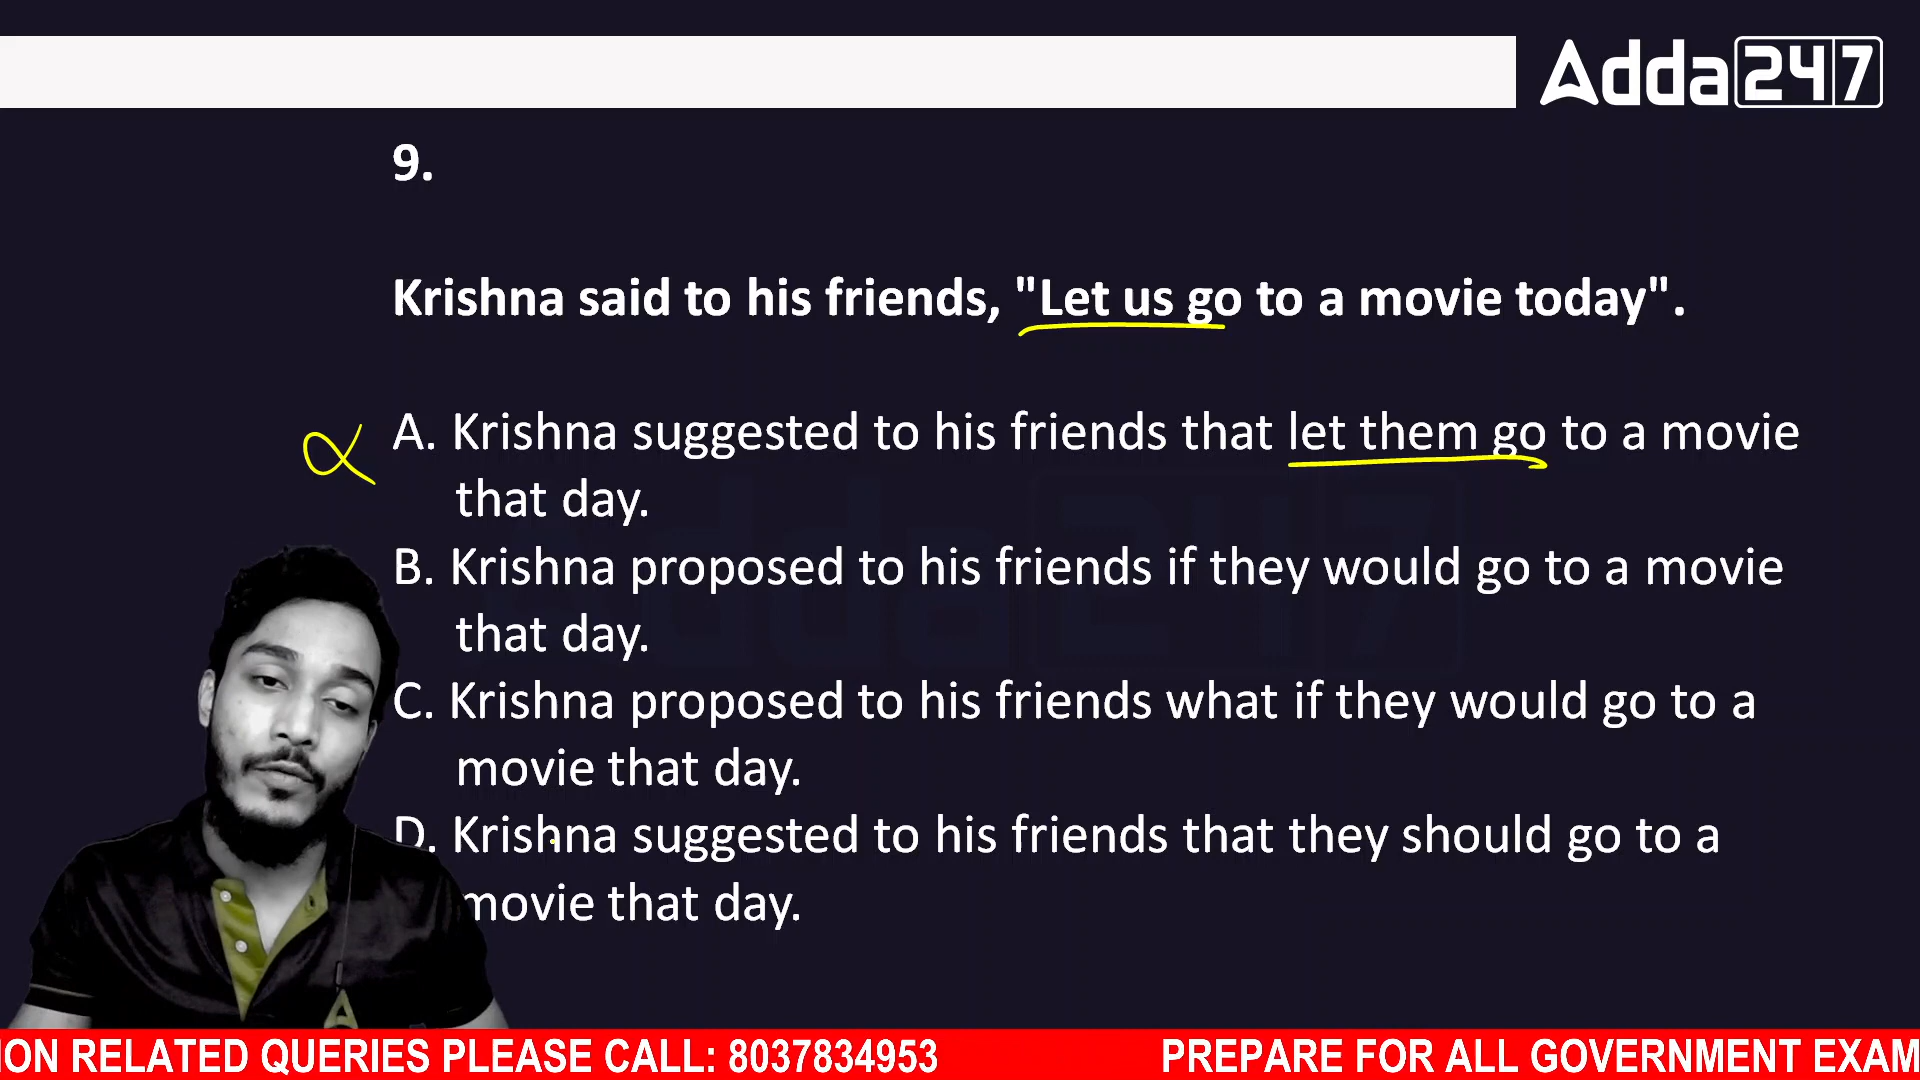 Adda247
9.
Krishna said to his friends, "Let us go to a movie today".
A. Krishna suggested to his friends that let them go to a movie
that day.
B. Krishna proposed to his friends if they would go to a movie
that day.
C. Krishna proposed to his friends what if they would go to a
movie that day.
D. Krishna suggested to his friends that they should go to a
movie that day.
ION RELATED QUERIES PLEASE CALL: 8037834953 PREPARE FOR ALL GOVERNMENT EXAM